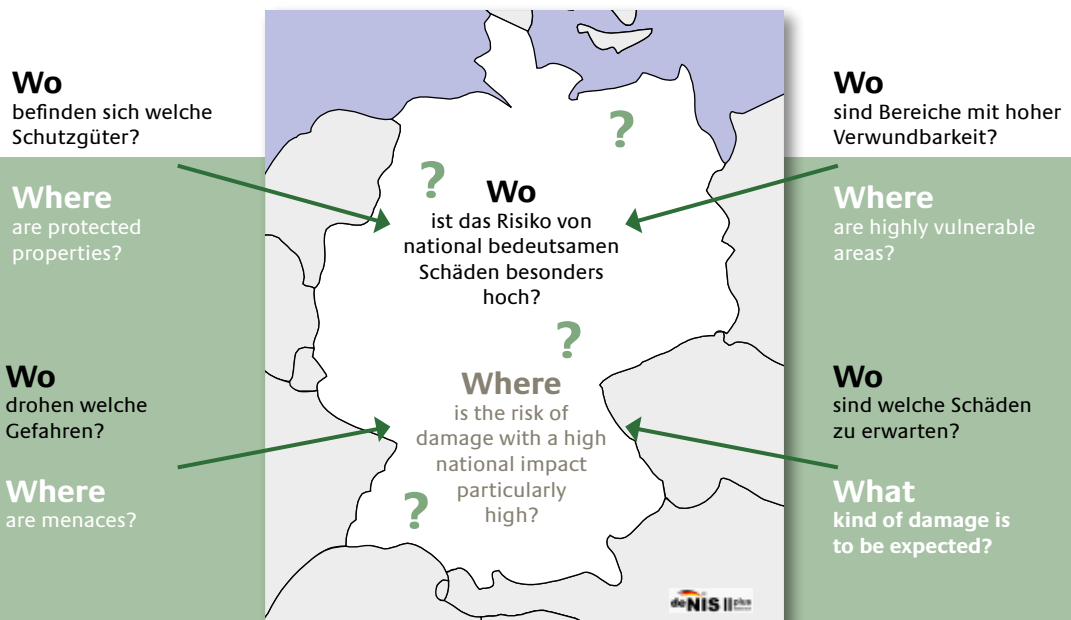 Wo
befinden sich welche
Schutzgüter?
Where
are protected
properties?
Wo
drohen welche
Gefahren?
Where
are menaces?
?
?
Wo
ist das Risiko von
national bedeutsamen
Schäden besonders
hoch?
?
Where
is the risk of
damage with a high
national impact
particularly
high?
?
deNIS II plus
Wo
sind Bereiche mit hoher
Verwundbarkeit?
Where
are highly vulnerable
areas?
Wo
sind welche Schäden
zu erwarten?
What
kind of damage is
to be expected?